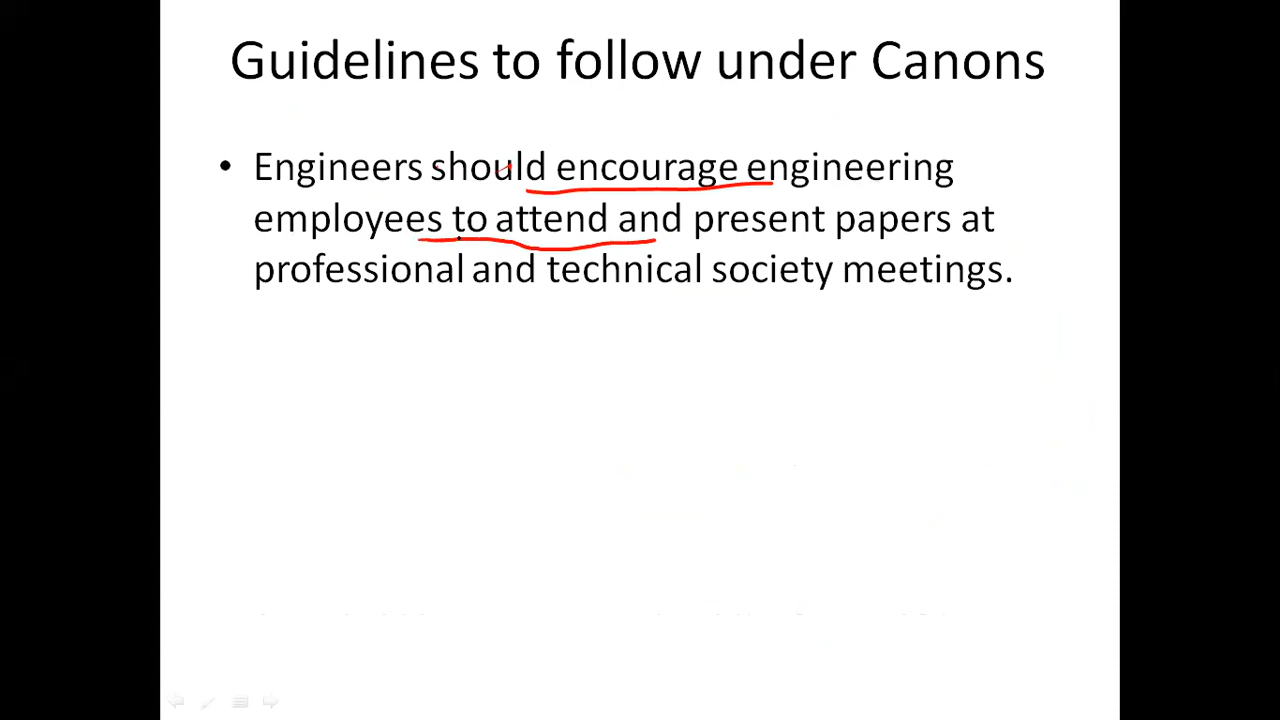 Guidelines to follow under Canons
• Engineers should encourage engineering
employees to attend and present papers at
professional and technical society meetings.